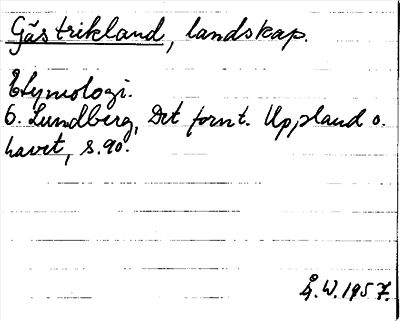 Gästrikland, landskap.
Etymologi.
O. Lundberg, Det fornt. Uppland o.
havet, s. 90.
Å.W. 1957.